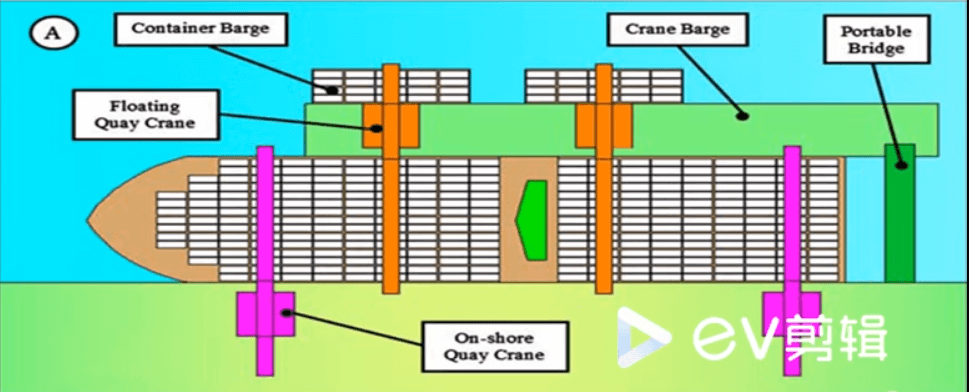 A
Container Barge
Crane Barge
Portable
Bridge
Floating
Quay Crane
On-shore
Quay Crane
eV剪辑